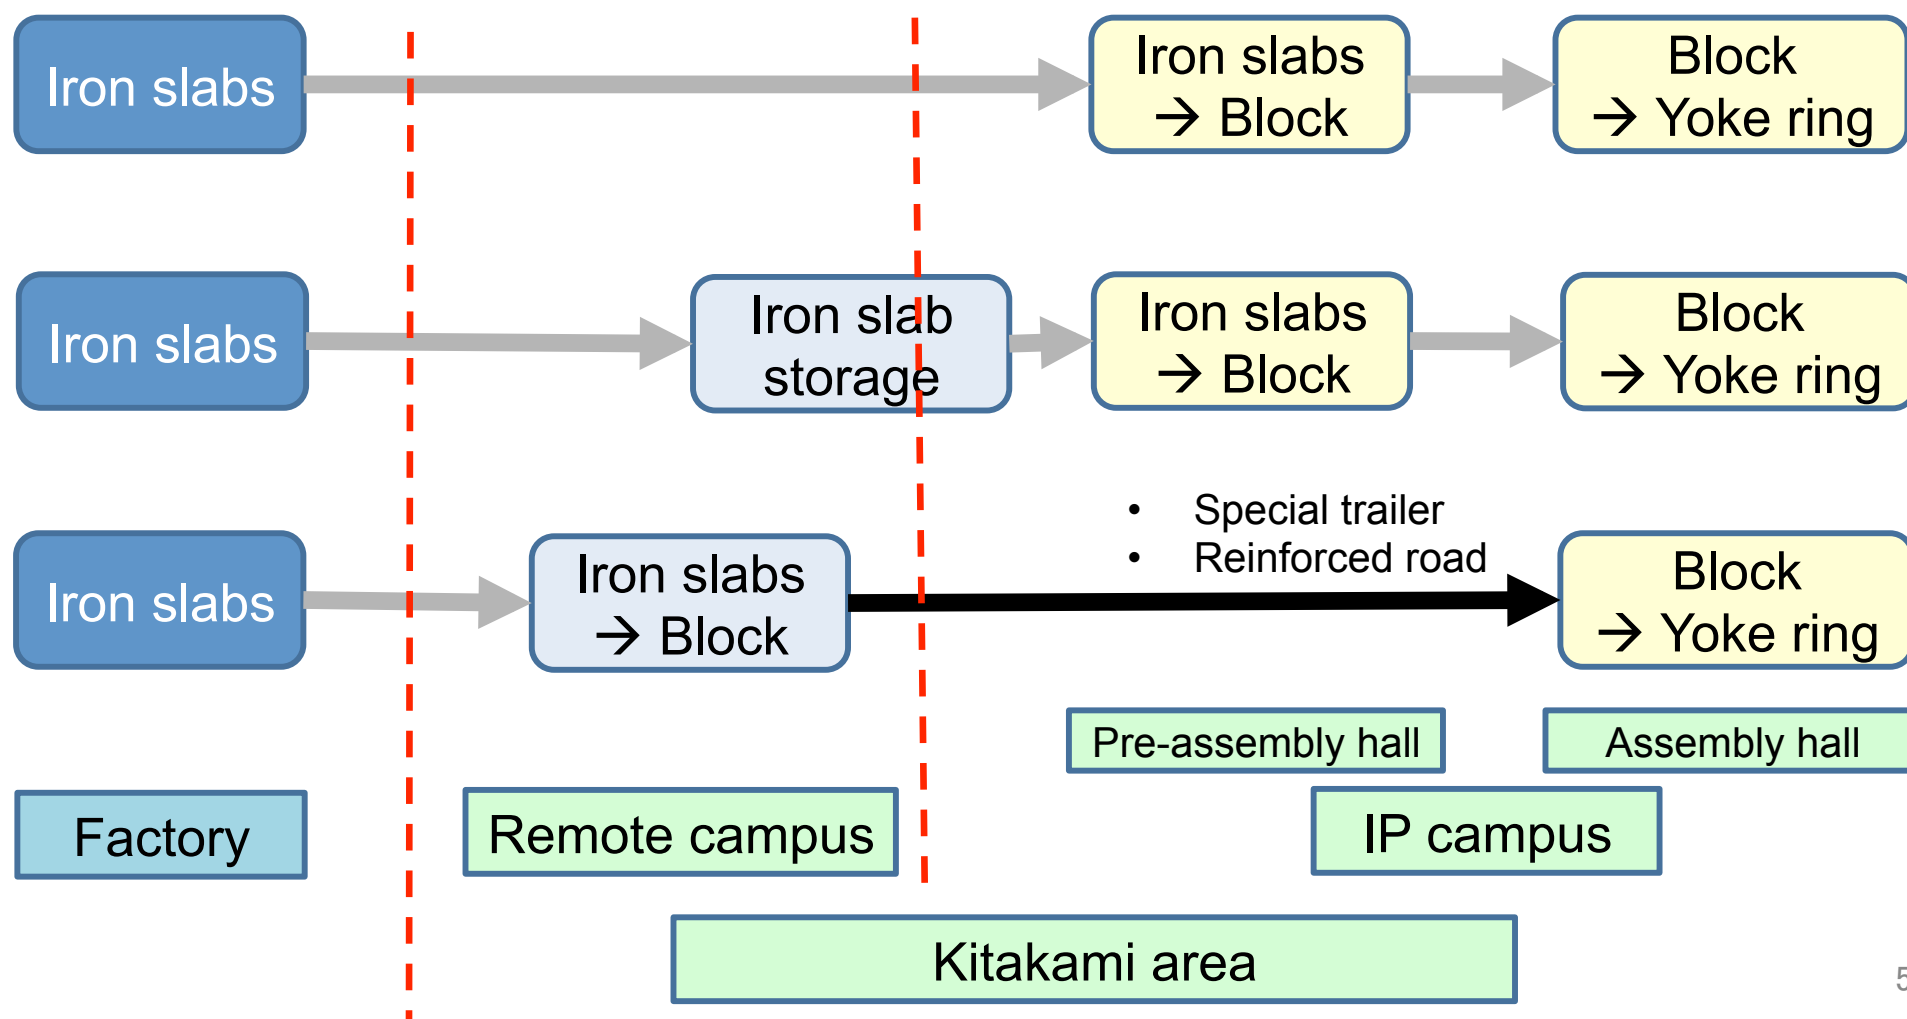 Iron slabs
Iron slabs
→ Block
Block
→ Yoke ring
Iron slabs
Iron slab
storage
Iron slabs
→ Block
Block
→ Yoke ring
• Special trailer
• Reinforced road
Iron slabs
Iron slabs
→ Block
Block
→ Yoke ring
Pre-assembly hall
Assembly hall
Factory
Remote campus
IP campus
Kitakami area
5